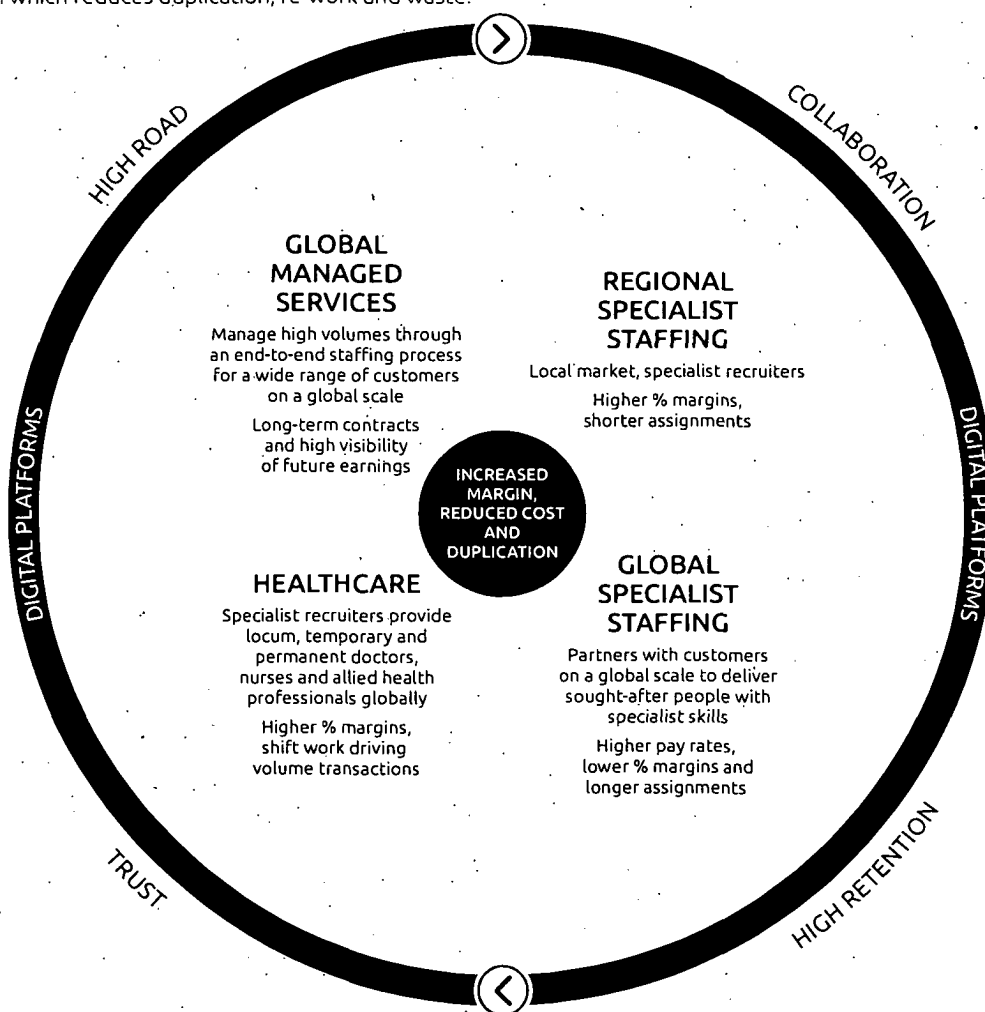 which reduces duplication, re-work and waste.
HIGH ROAD
COLLABORATION
GLOBAL
MANAGED
SERVICES
Manage high volumes through
an end-to-end staffing process
for a wide range of customers
on a global scale
Long-term contracts
and high visibility
of future earnings
REGIONAL
SPECIALIST
STAFFING
Local market, specialist recruiters
Higher % margins,
shorter assignments
DIGITAL PLATFORMS
INCREASED
MARGIN,
REDUCED COST
AND
DUPLICATION
DIGITAL PLATFORMS
HEALTHCARE
Specialist recruiters provide
locum, temporary and
permanent doctors,
nurses and allied health
professionals globally
Higher % margins,
shift work driving
volume transactions
GLOBAL
SPECIALIST
STAFFING
Partners with customers
on a global scale to deliver
sought-after people with
specialist skills
Higher pay rates,
lower % margins and
longer assignments
TRUST
HIGH RETENTION